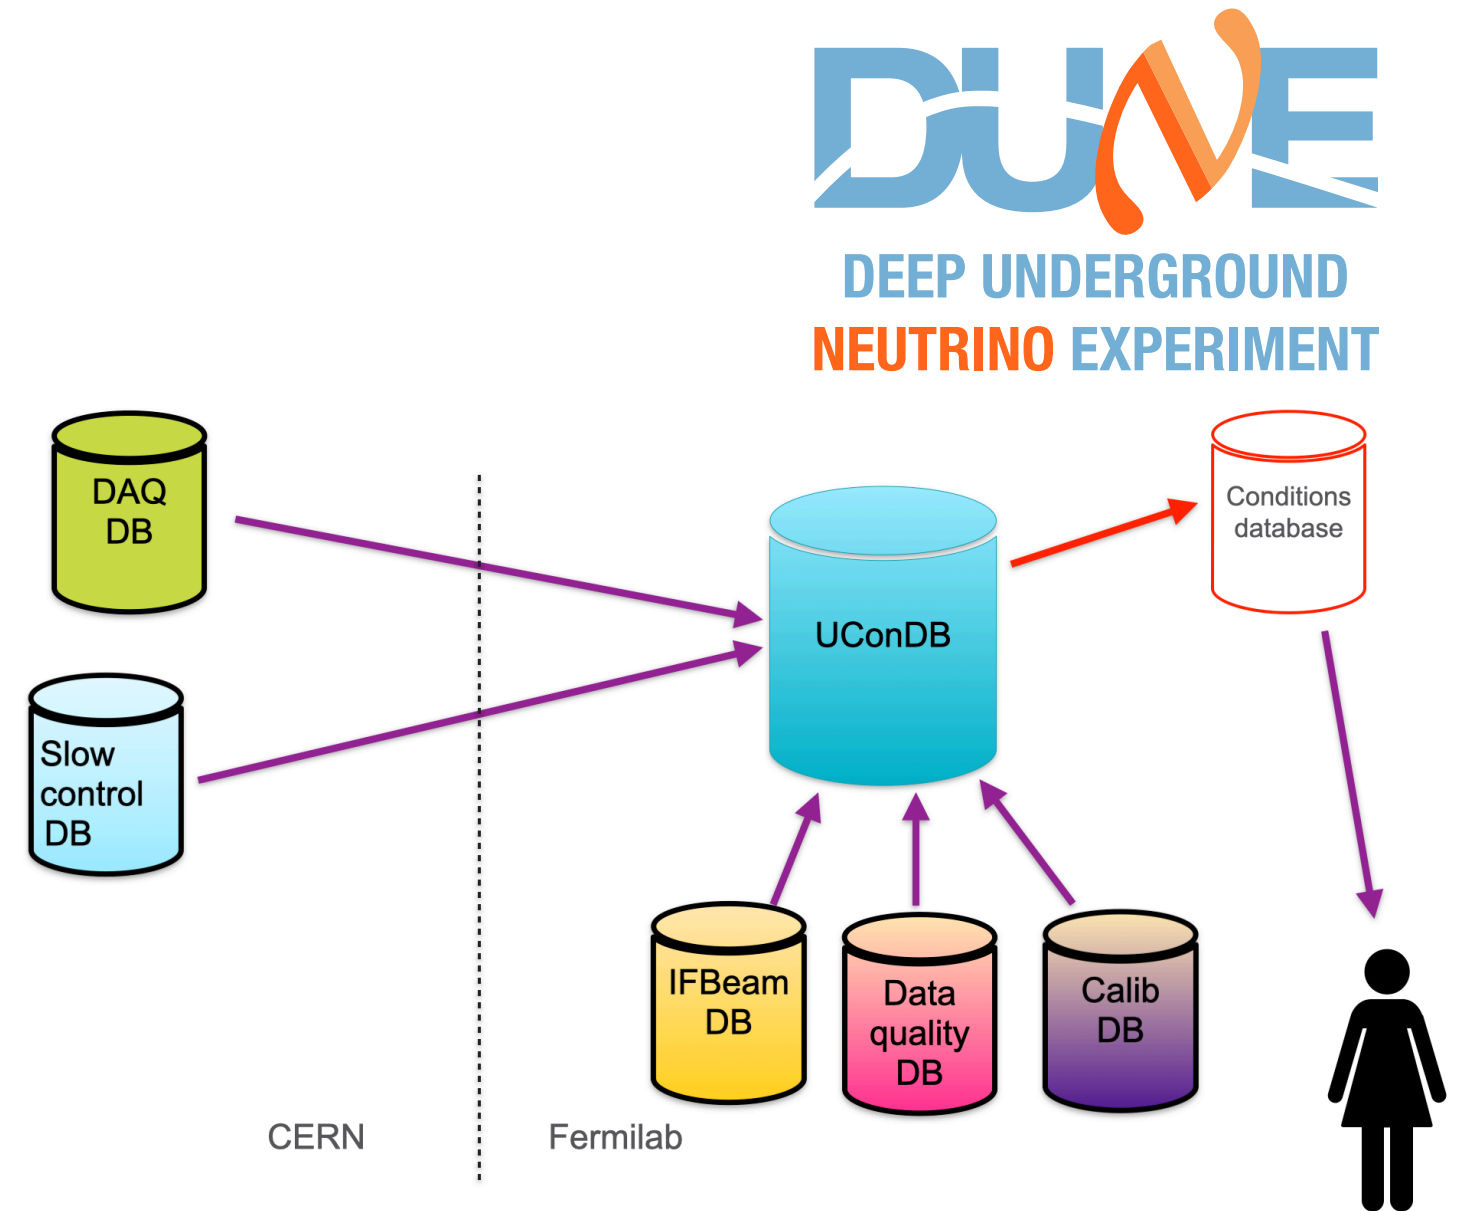 DUNE
DEEP UNDERGROUND
NEUTRINO EXPERIMENT
DAQ
DB
Conditions
database
UConDB
Slow
control
DB
IFBeam
DB
Data
quality
DB
Calib
DB
CERN
Fermilab